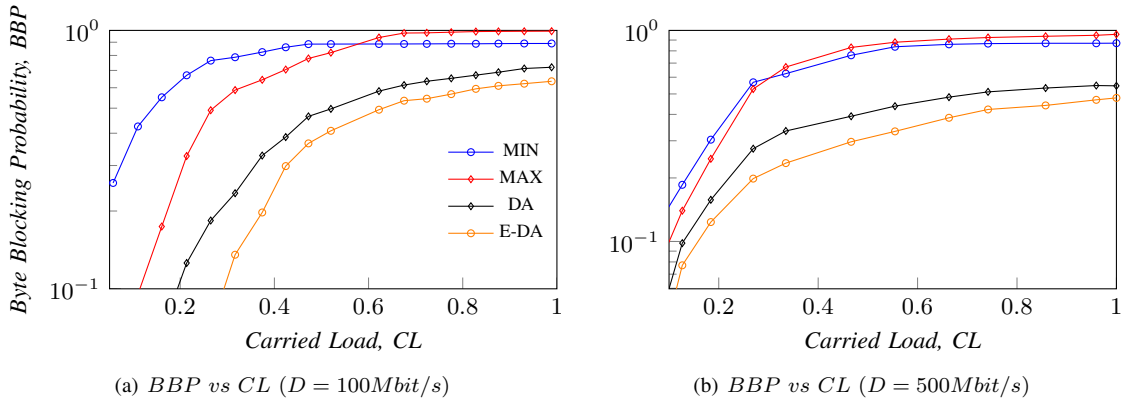 Byte Blocking Probability, BBP
10^0
10^-1
MIN
MAX
DA
E-DA
0.2 0.4 0.6 0.8 1
Carried Load, CL
(a) BBP vs CL (D = 100Mbit/s)
10^0
10^-1
0.2 0.4 0.6 0.8 1
Carried Load, CL
(b) BBP vs CL (D = 500Mbit/s)